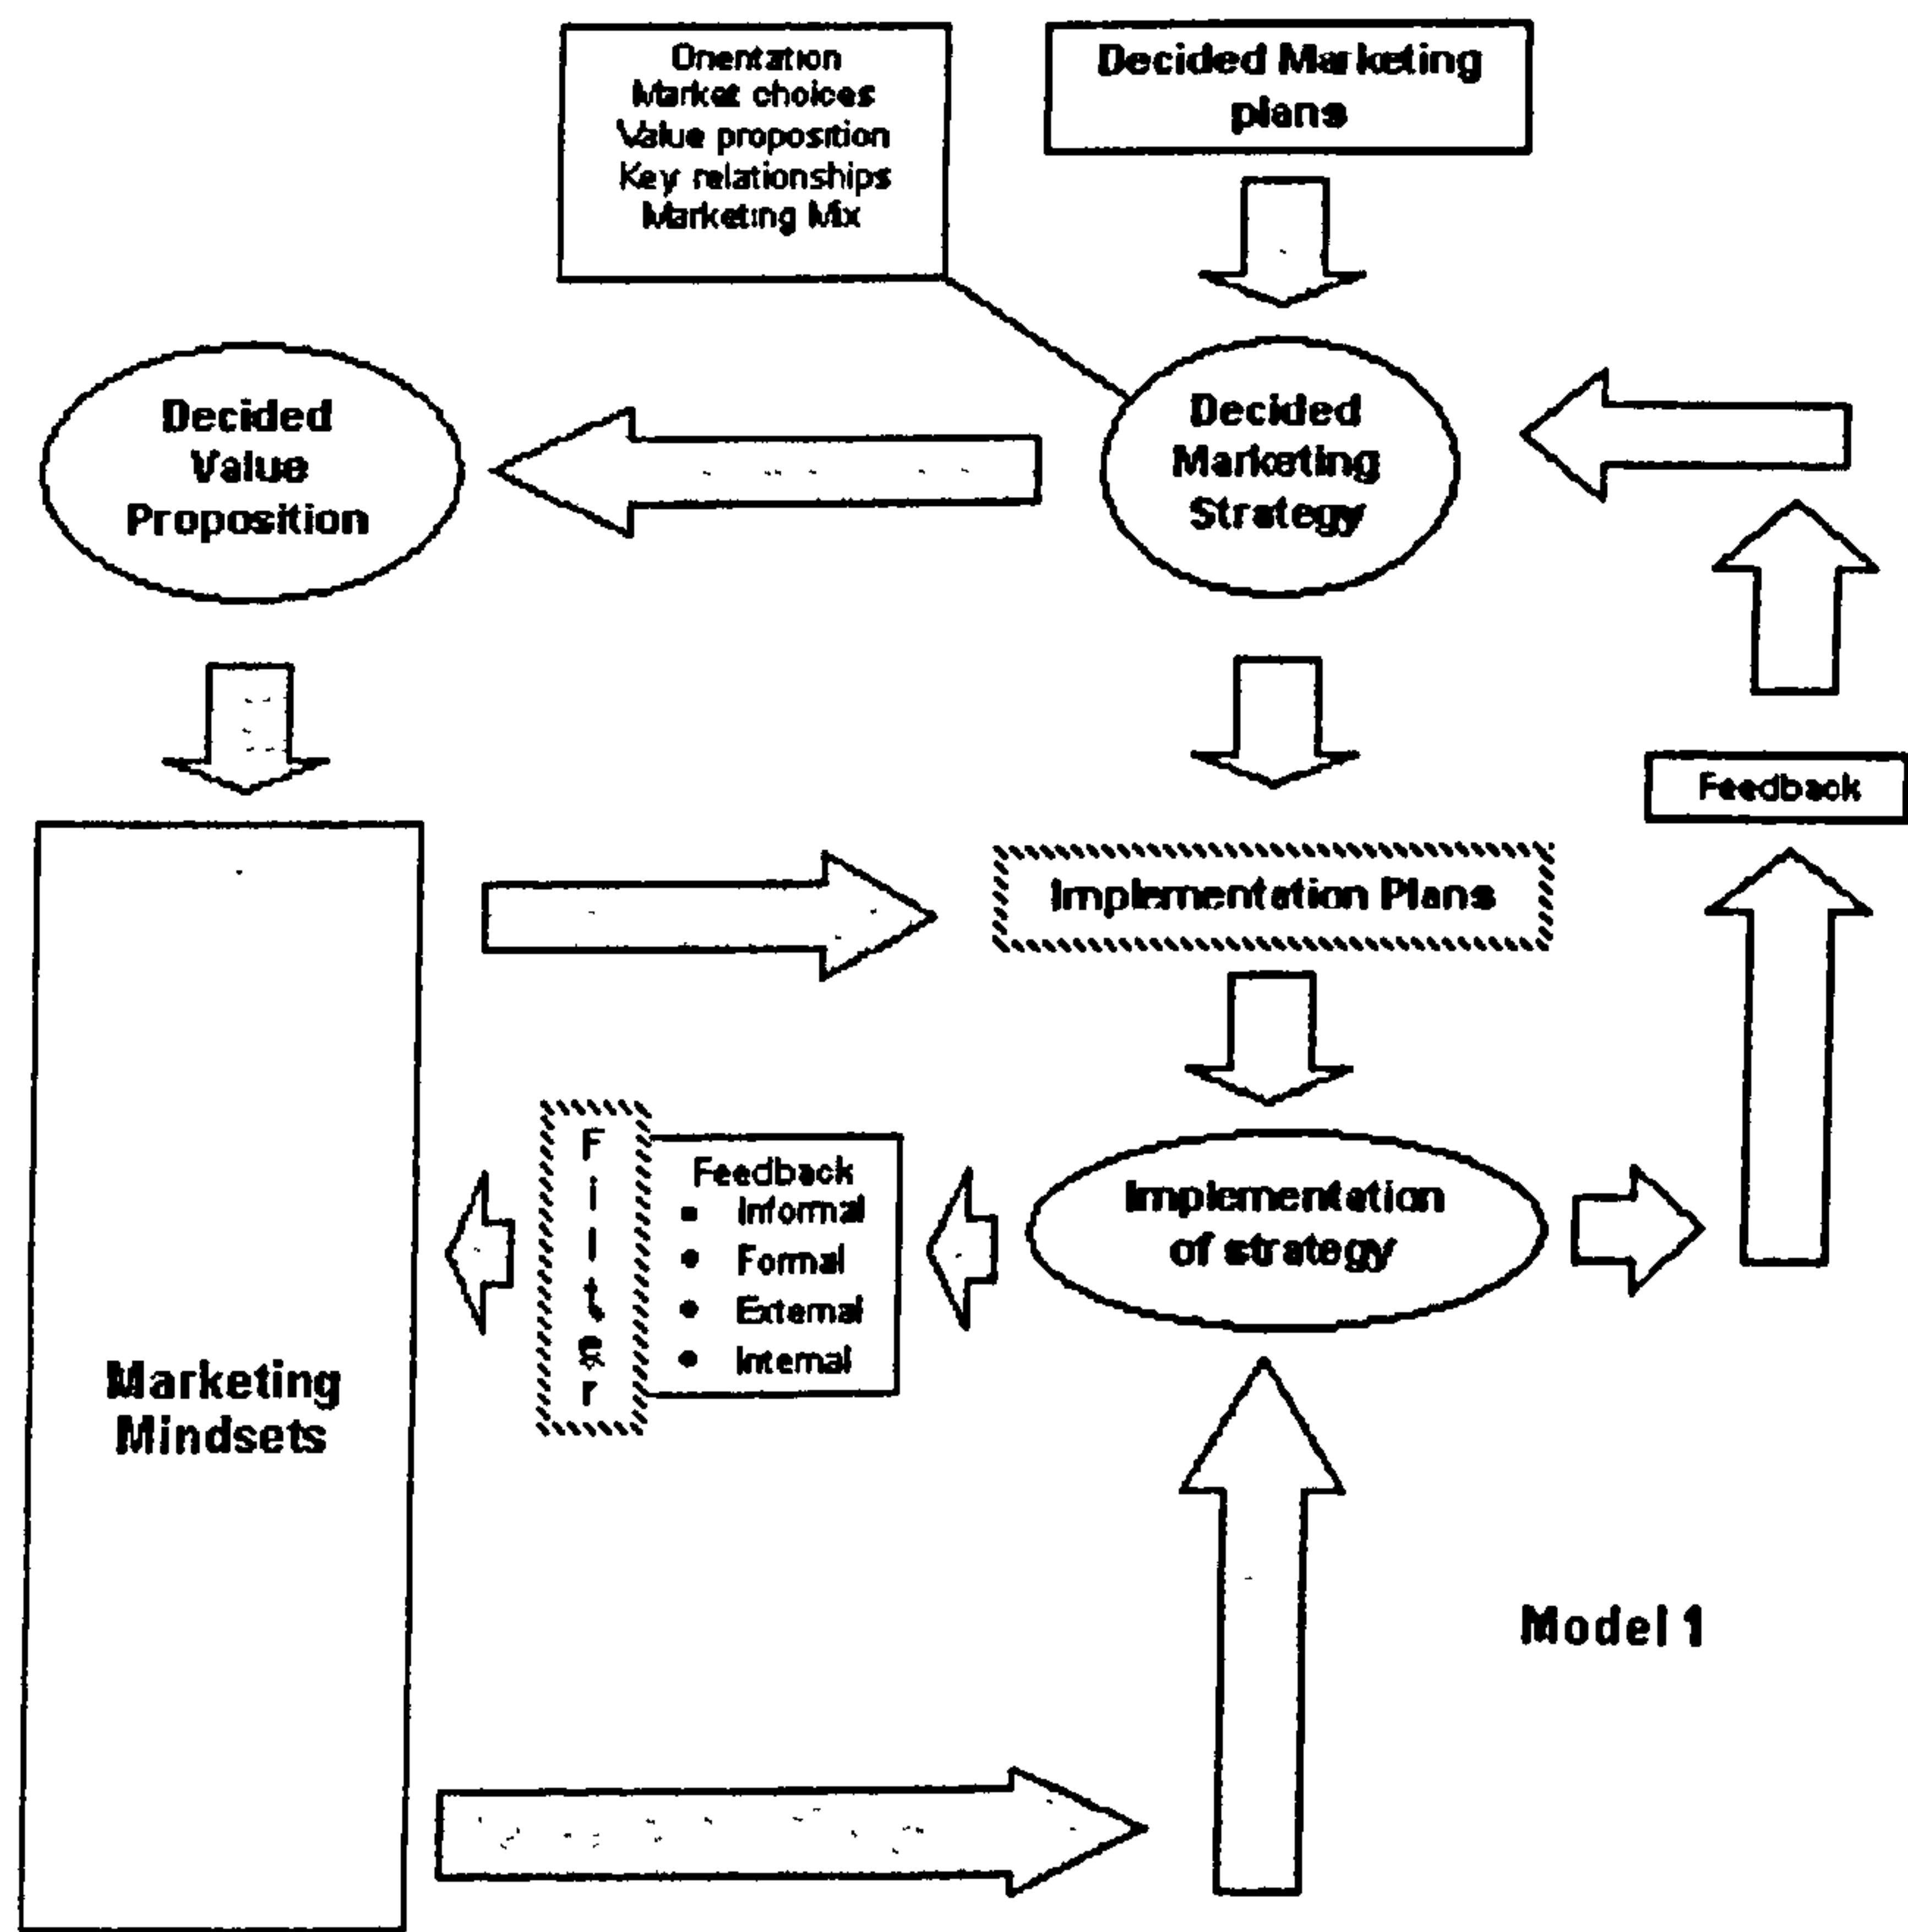 Orientation
Market choices
Value proposition
Key relationships
Marketing Mix
Decided Marketing
plans
Decided
Value
Proposition
Decided
Marketing
Strategy
Feedback
Implementation Plans
Filter
Feedback
▪ Informal
• Formal
• External
• Internal
Implementation
of strategy
Marketing
Mindsets
Model 1